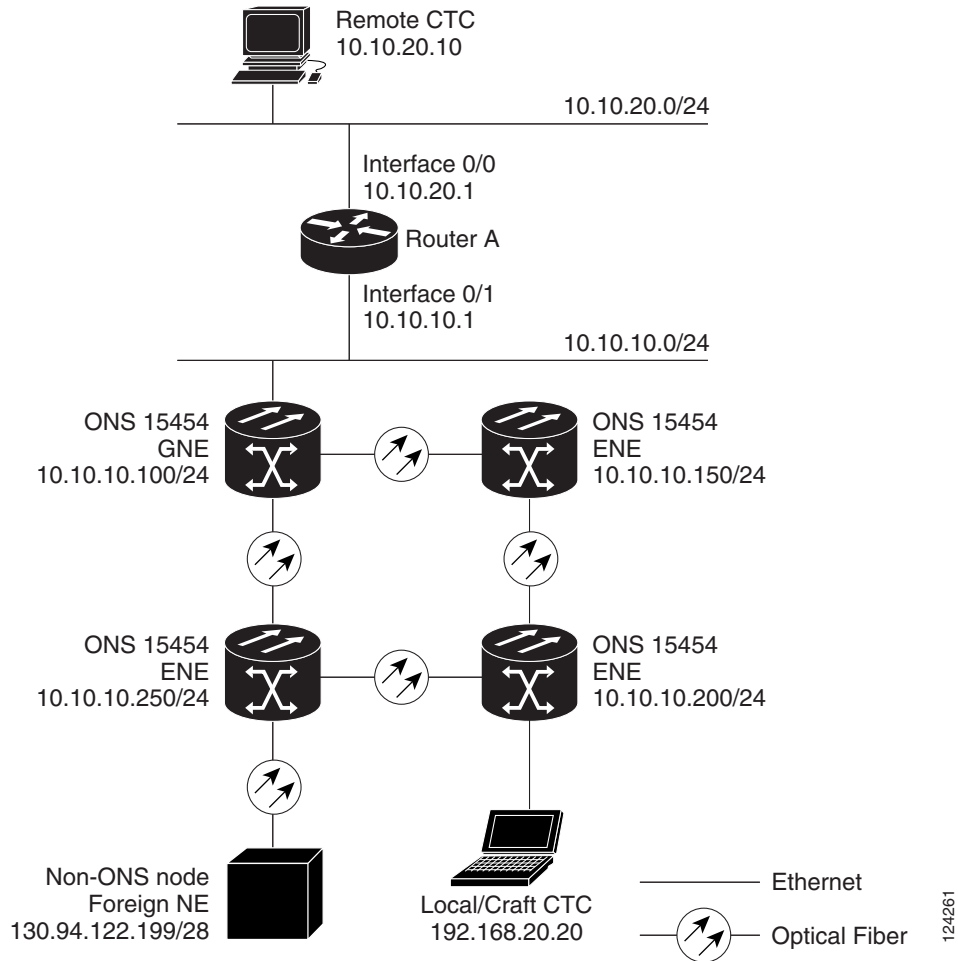 Remote CTC
10.10.20.10
10.10.20.0/24
Interface 0/0
10.10.20.1
Router A
Interface 0/1
10.10.10.1
10.10.10.0/24
ONS 15454
GNE
10.10.10.100/24
ONS 15454
ENE
10.10.10.150/24
ONS 15454
ENE
10.10.10.250/24
ONS 15454
ENE
10.10.10.200/24
Non-ONS node
Foreign NE
130.94.122.199/28
Local/Craft CTC
192.168.20.20
Ethernet
Optical Fiber
124261